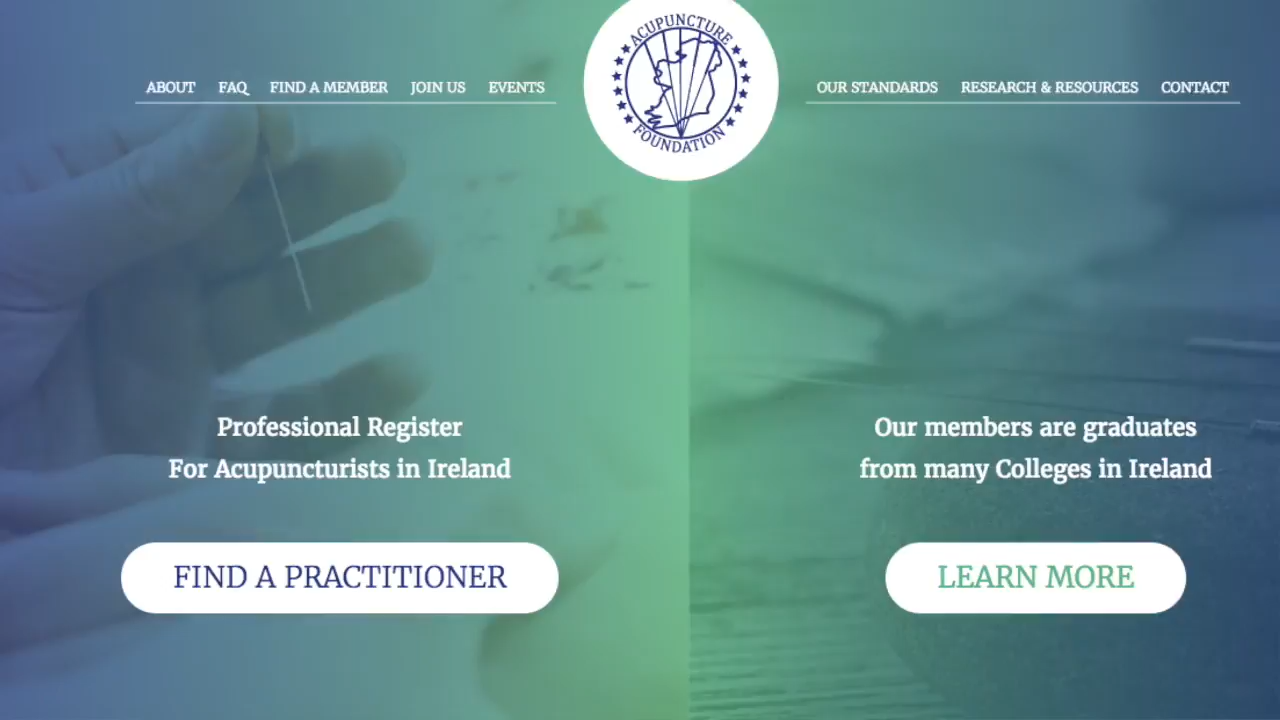 ABOUT FAQ FIND A MEMBER JOIN US EVENTS
ACUPUNCTURE
FOUNDATION
OUR STANDARDS RESEARCH & RESOURCES CONTACT
Professional Register
For Acupuncturists in Ireland
FIND A PRACTITIONER
Our members are graduates
from many Colleges in Ireland
LEARN MORE